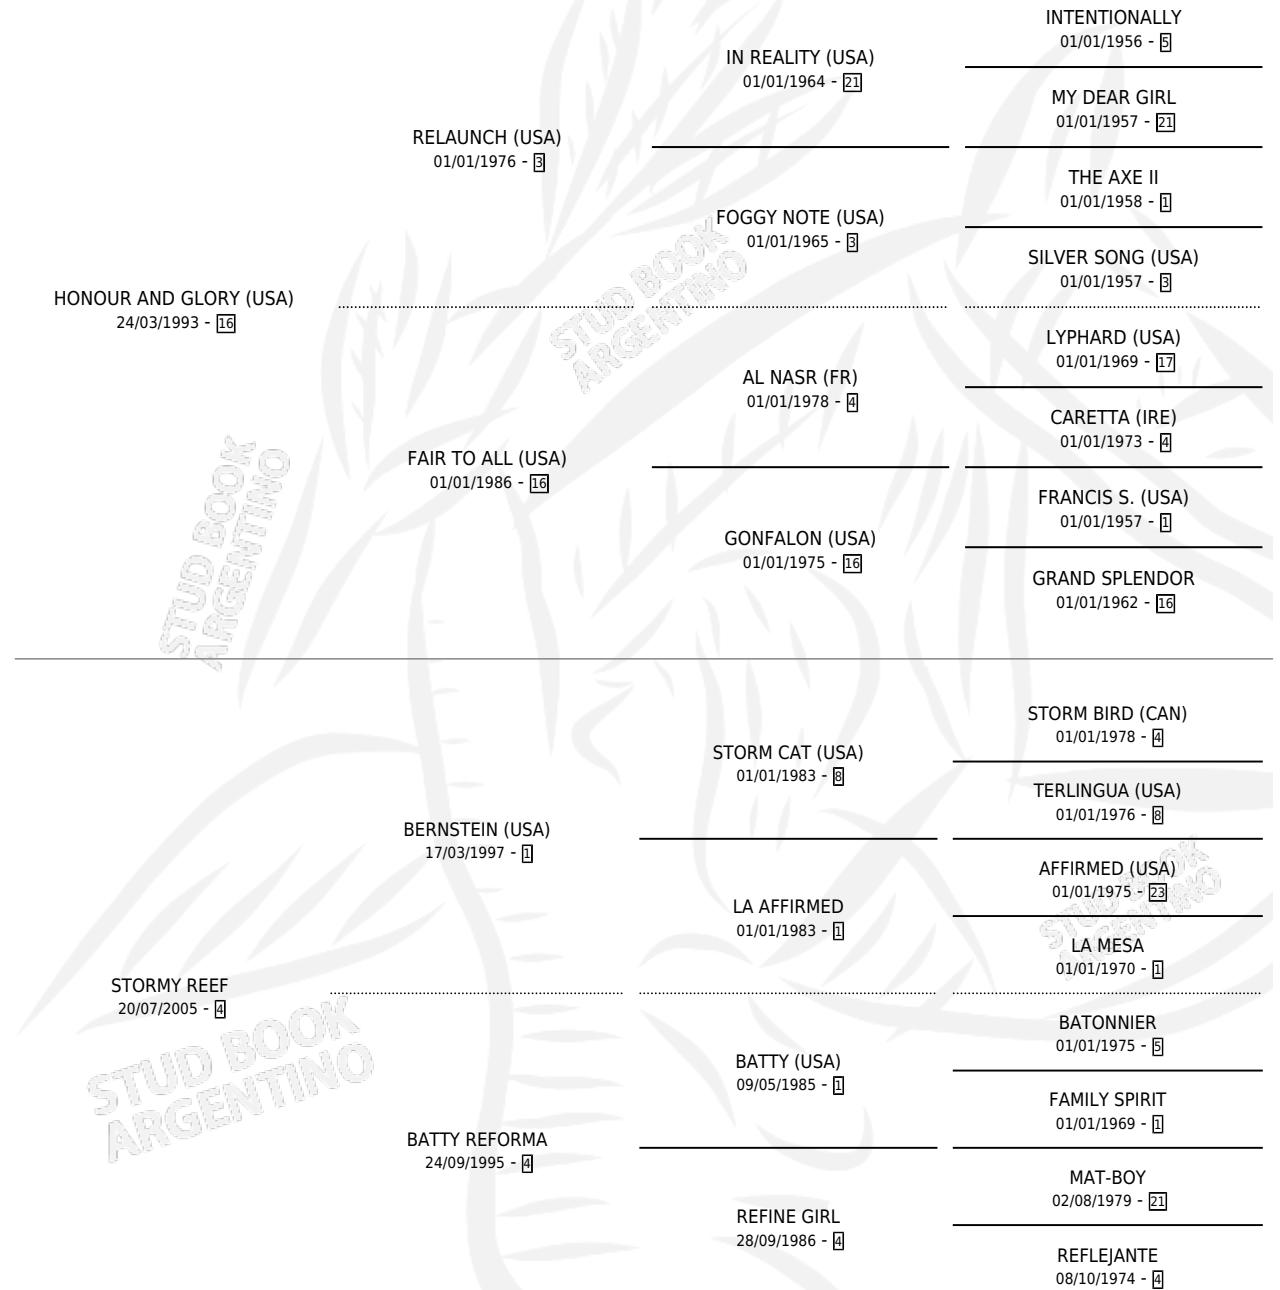 INTENTIONALLY
01/01/1956 - 5
IN REALITY (USA)
01/01/1964 - 21
MY DEAR GIRL
01/01/1957 - 21
RELAUNCH (USA)
01/01/1976 - 3
THE AXE II
01/01/1958 - 1
FOGGY NOTE (USA)
01/01/1965 - 3
SILVER SONG (USA)
01/01/1957 - 3
HONOUR AND GLORY (USA)
24/03/1993 - 16
LYPHARD (USA)
01/01/1969 - 17
AL NASR (FR)
01/01/1978 - 4
CARETTA (IRE)
01/01/1973 - 4
FAIR TO ALL (USA)
01/01/1986 - 16
FRANCIS S. (USA)
01/01/1957 - 1
GONFALON (USA)
01/01/1975 - 16
GRAND SPLENDOR
01/01/1962 - 16
STORM BIRD (CAN)
01/01/1978 - 4
STORM CAT (USA)
01/01/1983 - 8
TERLINGUA (USA)
01/01/1976 - 8
BERNSTEIN (USA)
17/03/1997 - 1
AFFIRMED (USA)
01/01/1975 - 23
LA AFFIRMED
01/01/1983 - 1
LA MESA
01/01/1970 - 1
STORMY REEF
20/07/2005 - 4
BATONNIER
01/01/1975 - 5
BATTY (USA)
09/05/1985 - 1
FAMILY SPIRIT
01/01/1969 - 1
BATTY REFORMA
24/09/1995 - 4
MAT-BOY
02/08/1979 - 21
REFINE GIRL
28/09/1986 - 4
REFLEJANTE
08/10/1974 - 4
STUD BOOK
ARGENTINO
STUD BOOK
ARGENTINO
STUD BOOK
ARGENTINO
STUD BOOK
ARGENTINO